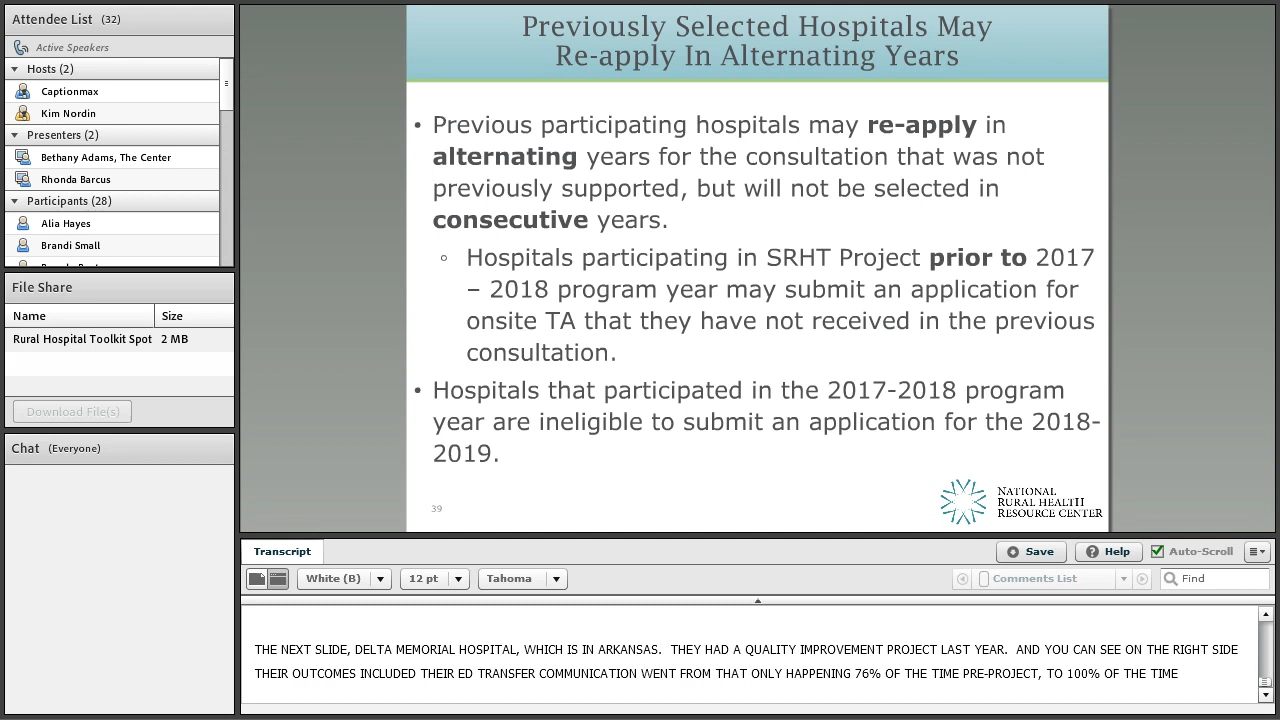 Attendee List (32)
Active Speakers
Hosts (2)
Captionmax
Kim Nordin
Presenters (2)
Bethany Adams, The Center
Rhonda Barcus
Participants (28)
Alia Hayes
Brandi Small
File Share
Name Size
Rural Hospital Toolkit Spot 2 MB
Download File(s)
Chat (Everyone)
Previously Selected Hospitals May
Re-apply In Alternating Years
• Previous participating hospitals may re-apply in
alternating years for the consultation that was not
previously supported, but will not be selected in
consecutive years.
◦ Hospitals participating in SRHT Project prior to 2017
– 2018 program year may submit an application for
onsite TA that they have not received in the previous
consultation.
• Hospitals that participated in the 2017-2018 program
year are ineligible to submit an application for the 2018-
2019.
39
NATIONAL
RURAL HEALTH
RESOURCE CENTER
Transcript
Save
Help
Auto-Scroll
White (B)
12 pt
Tahoma
Comments List
Find
THE NEXT SLIDE, DELTA MEMORIAL HOSPITAL, WHICH IS IN ARKANSAS.  THEY HAD A QUALITY IMPROVEMENT PROJECT LAST YEAR.  AND YOU CAN SEE ON THE RIGHT SIDE
THEIR OUTCOMES INCLUDED THEIR ED TRANSFER COMMUNICATION WENT FROM THAT ONLY HAPPENING 76% OF THE TIME PRE-PROJECT, TO 100% OF THE TIME